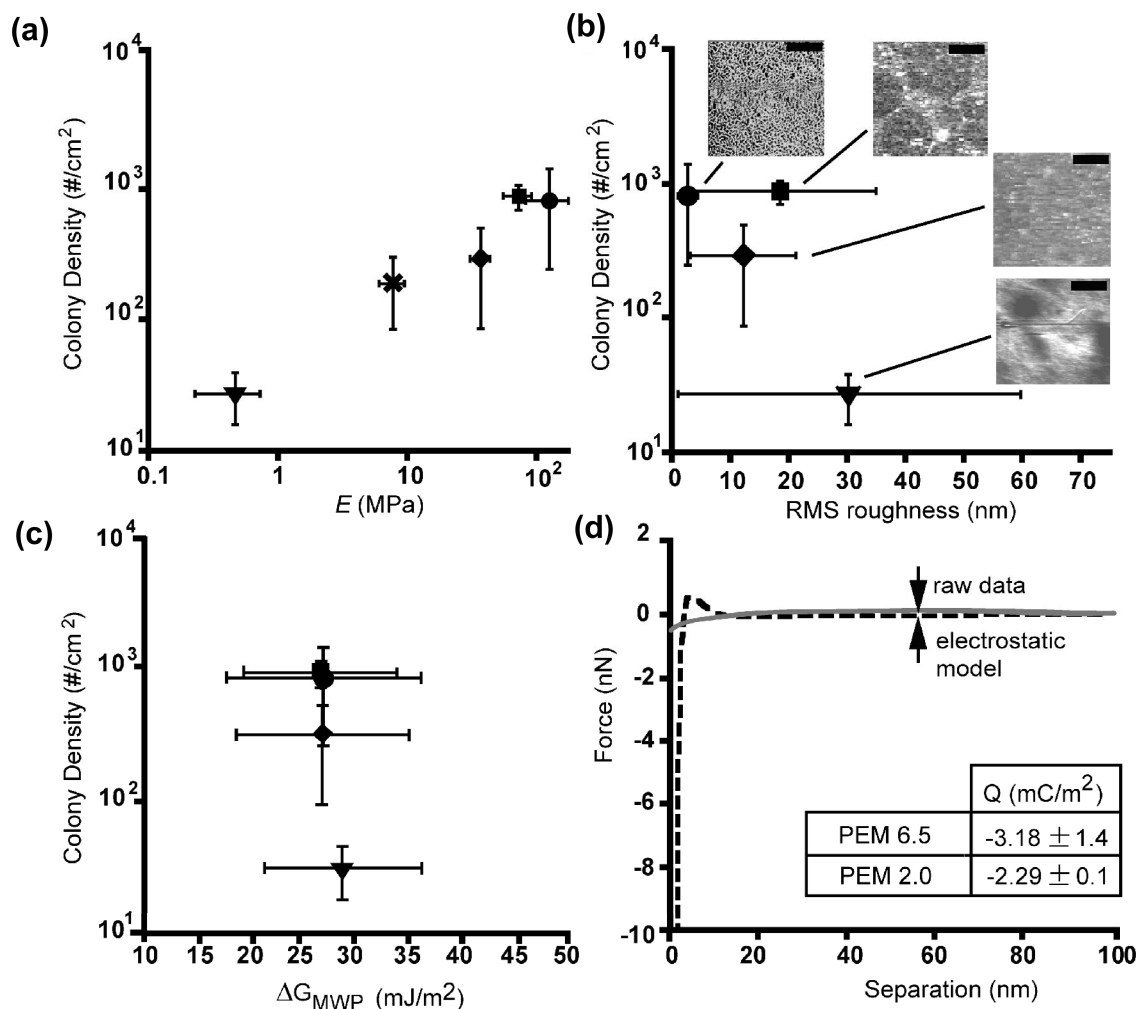 (a)
10^4
10^3
10^2
10^1
Colony Density (#/cm^2)
0.1 1 10 10^2
E (MPa)
(b)
10^4
10^3
10^2
10^1
Colony Density (#/cm^2)
0 10 20 30 40 50 60 70
RMS roughness (nm)
(c)
10^4
10^3
10^2
10^1
Colony Density (#/cm^2)
10 15 20 25 30 35 40 45 50
ΔG_MWP (mJ/m^2)
(d)
2
0
-2
-4
-6
-8
-10
Force (nN)
raw data
electrostatic
model
Q (mC/m^2)
PEM 6.5 -3.18 ± 1.4
PEM 2.0 -2.29 ± 0.1
0 20 40 60 80 100
Separation (nm)